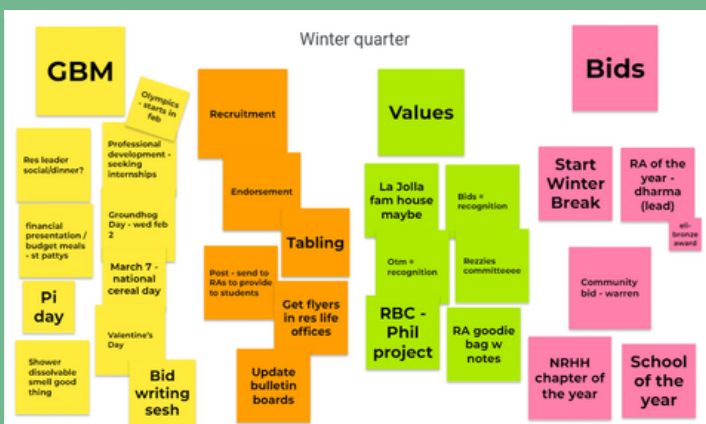 Winter quarter
GBM
Olympics
- starts in
feb
Res leader
social/dinner?
Professional
development -
seeking
internships
financial
presentation /
budget meals
- st pattys
Groundhog
Day - wed feb
2
Pi
day
March 7 -
national
cereal day
Valentine's
Day
Shower
dissolvable
smell good
thing
Bid
writing
sesh
Recruitment
Endorsement
Tabling
Post - send to
RAs to provide
to students
Get flyers
in res life
offices
Update
bulletin
boards
Values
La Jolla
fam house
maybe
Bids =
recognition
Otm =
recognition
Rezzies
committeeee
RBC -
Phil
project
RA goodie
bag w
notes
Bids
Start
Winter
Break
RA of the
year -
dharma
(lead)
eli-
bronze
award
Community
bid - warren
NRHH
chapter of
the year
School of
the year